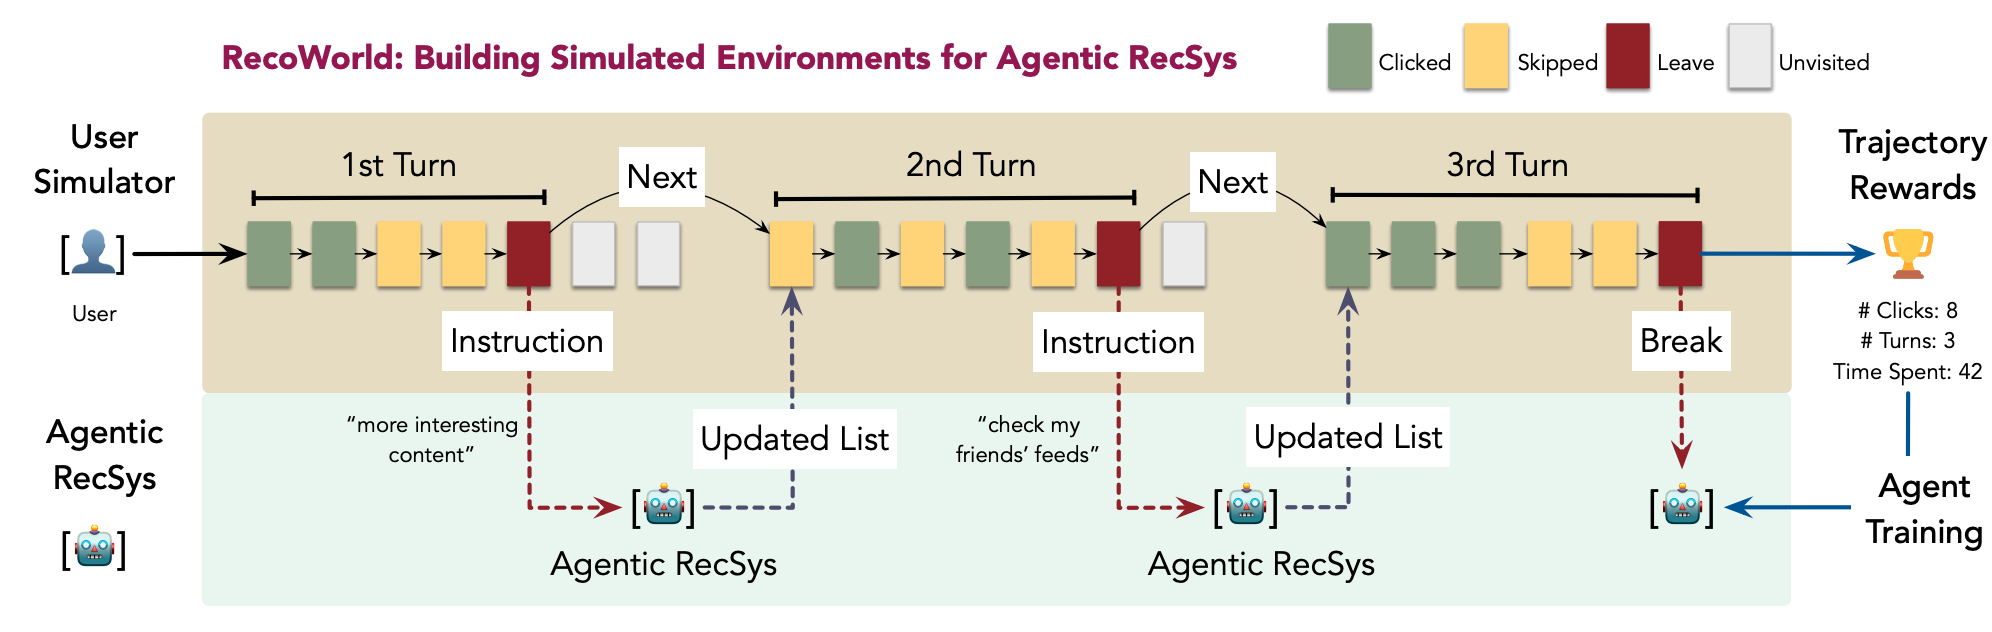 RecoWorld: Building Simulated Environments for Agentic RecSys
Clicked
Skipped
Leave
Unvisited
User
Simulator
User
1st Turn
Next
2nd Turn
Next
3rd Turn
Trajectory
Rewards
# Clicks: 8
# Turns: 3
Time Spent: 42
Instruction
Instruction
Break
Agentic
RecSys
“more interesting
content”
Updated List
“check my
friends’ feeds”
Updated List
Agentic RecSys
Agentic RecSys
Agent
Training